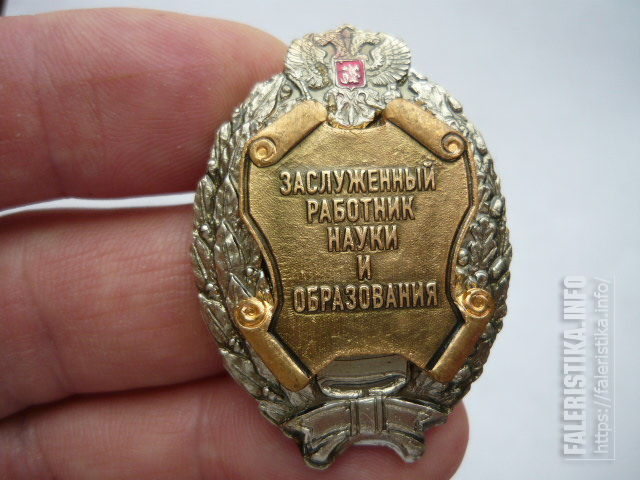 ЗАСЛУЖЕННЫЙ
РАБОТНИК
НАУКИ
И
ОБРАЗОВАНИЯ
FALERISTIKA.INFO
https://faleristika.info/